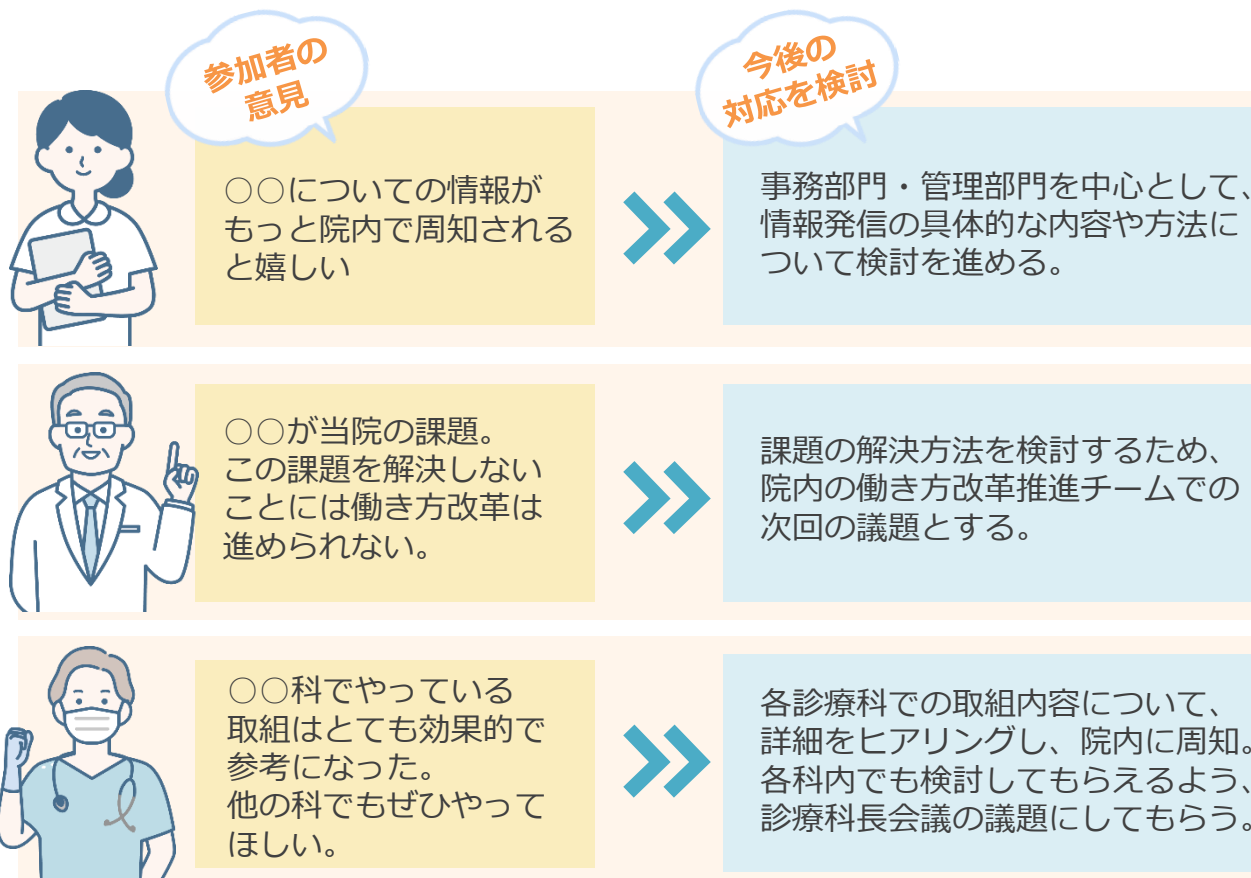 参加者の
意見
今後の
対応を検討
○○についての情報が
もっと院内で周知される
と嬉しい
事務部門・管理部門を中心として、
情報発信の具体的な内容や方法に
ついて検討を進める。
○○が当院の課題。
この課題を解決しない
ことには働き方改革は
進められない。
課題の解決方法を検討するため、
院内の働き方改革推進チームでの
次回の議題とする。
○○科でやっている
取組はとても効果的で
参考になった。
他の科でもぜひやって
ほしい。
各診療科での取組内容について、
詳細をヒアリングし、院内に周知。
各科内でも検討してもらえるよう、
診療科長会議の議題にしてもらう。